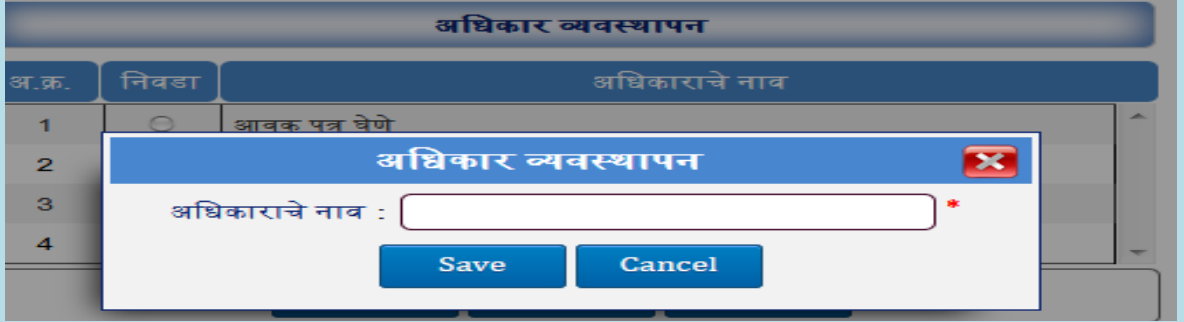 अधिकार व्यवस्थापन
अ.क्र. निवडा अधिकाराचे नाव
1 आवक पत्र घेणे
2
अधिकार व्यवस्थापन
3
अधिकाराचे नाव : *
4
Save Cancel